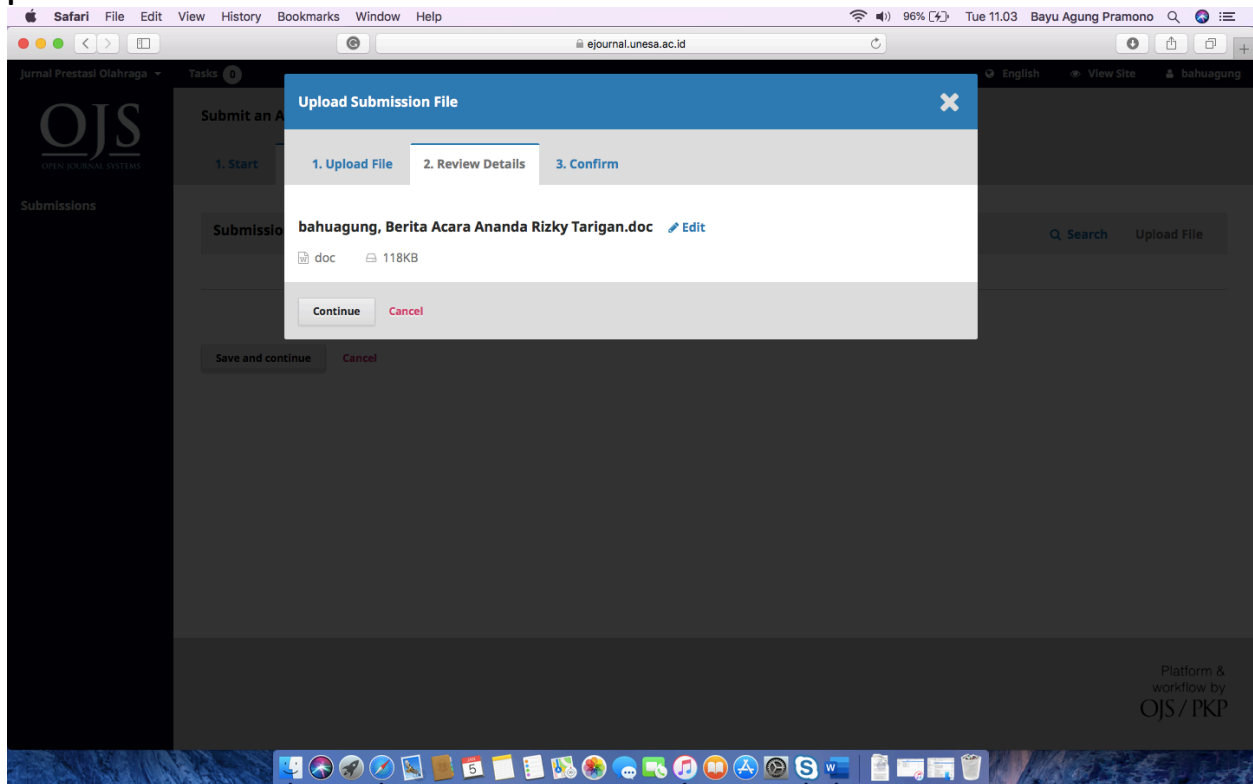 Safari File Edit View History Bookmarks Window Help 96% Tue 11.03 Bayu Agung Pramono
ejournal.unesa.ac.id
Jurnal Prestasi Olahraga Tasks 0 English View Site bahuagung
OJS
OPEN JOURNAL SYSTEMS
Submissions
Submit an A
1. Start
Upload Submission File
1. Upload File 2. Review Details 3. Confirm
bahuagung, Berita Acara Ananda Rizky Tarigan.doc Edit
doc 118KB
Continue Cancel
Submissio Search Upload File
Save and continue Cancel
Platform &
workflow by
OJS / PKP
5